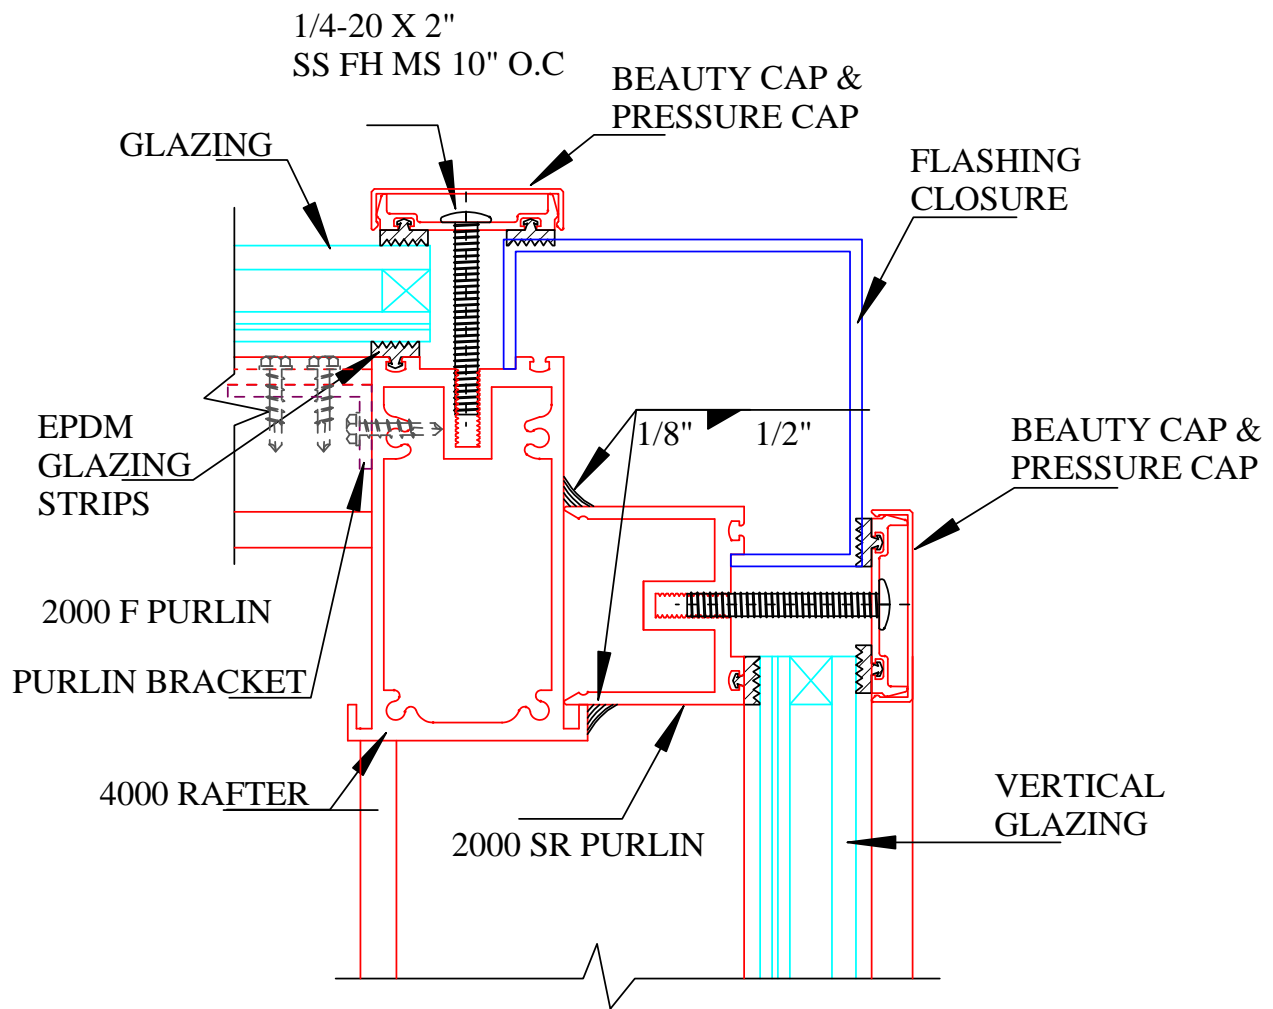 1/4-20 X 2"
SS FH MS 10" O.C
BEAUTY CAP &
PRESSURE CAP
GLAZING
FLASHING
CLOSURE
EPDM
GLAZING
STRIPS
1/8"
1/2"
BEAUTY CAP &
PRESSURE CAP
2000 F PURLIN
PURLIN BRACKET
4000 RAFTER
2000 SR PURLIN
VERTICAL
GLAZING